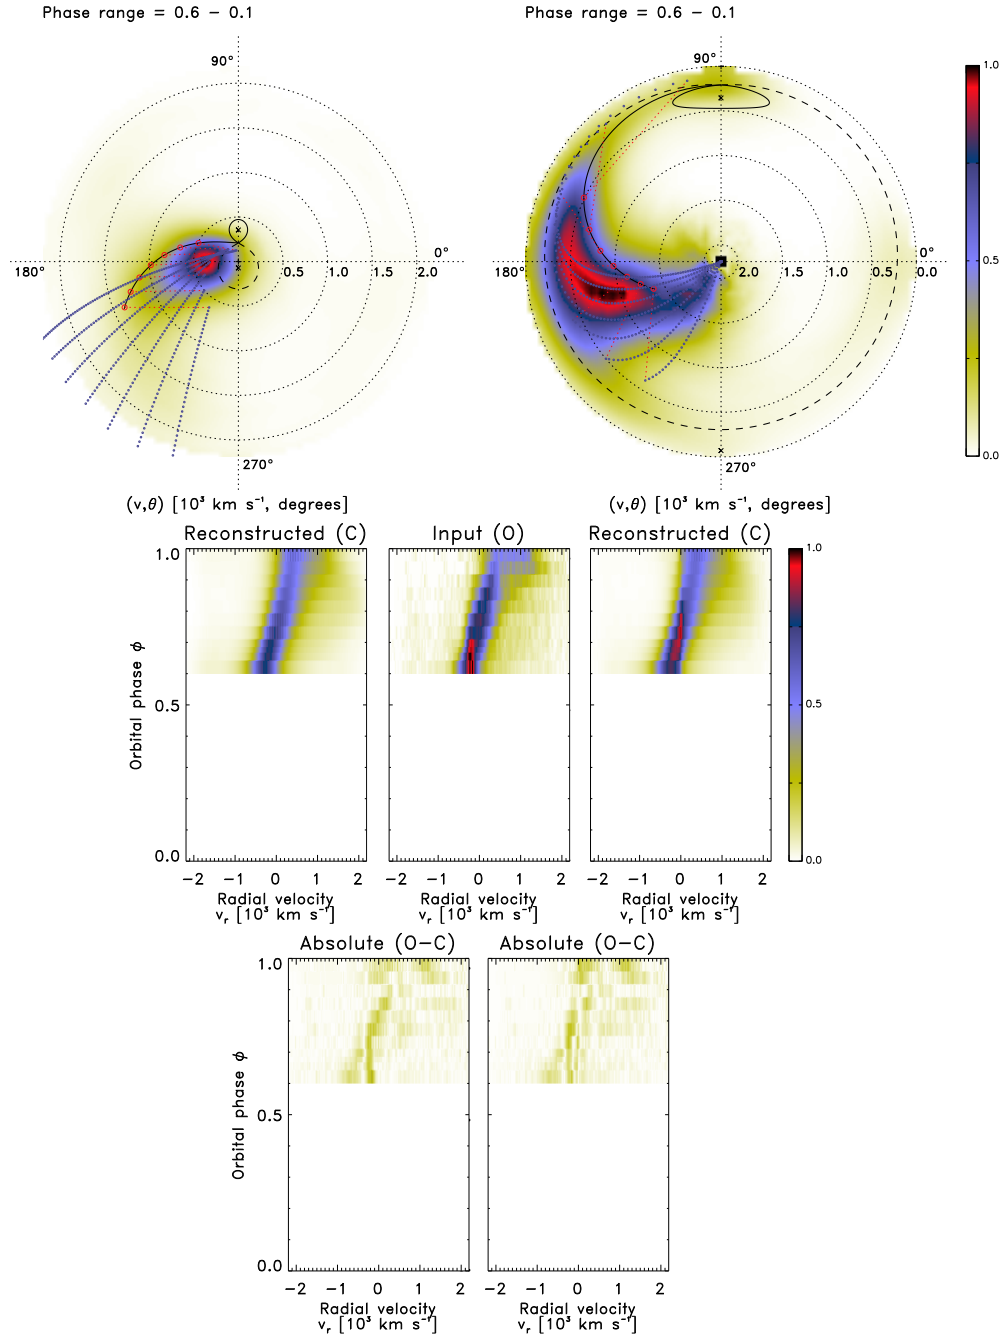 Phase range = 0.6 − 0.1
Phase range = 0.6 − 0.1
90°
90°
1.0
0°
0°
180°
0.5
1.0
1.5
2.0
180°
2.0
1.5
1.0
0.5
0.0
0.5
270°
270°
0.0
(v,θ) [10³ km s⁻¹, degrees]
(v,θ) [10³ km s⁻¹, degrees]
Reconstructed (C)
Input (O)
Reconstructed (C)
1.0
1.0
Orbital phase ϕ
0.5
0.5
0.0
0.0
−2 −1 0 1 2
−2 −1 0 1 2
−2 −1 0 1 2
Radial velocity
Radial velocity
Radial velocity
vᵣ [10³ km s⁻¹]
vᵣ [10³ km s⁻¹]
vᵣ [10³ km s⁻¹]
Absolute (O−C)
Absolute (O−C)
1.0
Orbital phase ϕ
0.5
0.0
−2 −1 0 1 2
−2 −1 0 1 2
Radial velocity
Radial velocity
vᵣ [10³ km s⁻¹]
vᵣ [10³ km s⁻¹]